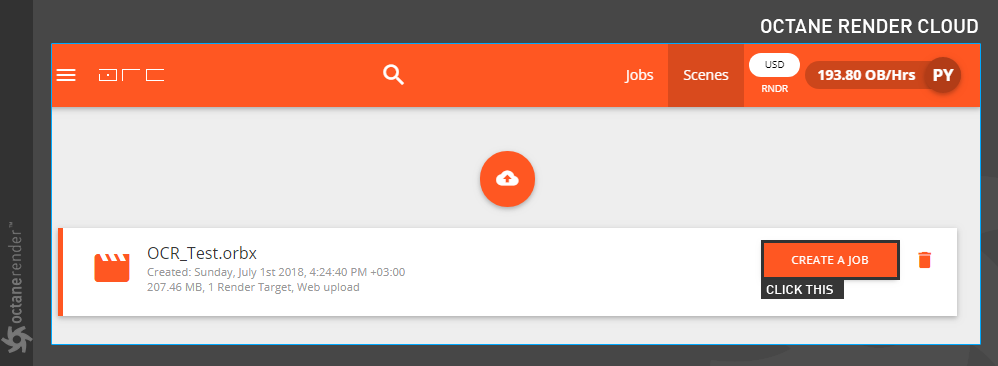 OCTANE RENDER CLOUD
orc
Jobs
Scenes
USD
RNDR
193.80 OB/Hrs
PY
OCR_Test.orbx
Created: Sunday, July 1st 2018, 4:24:40 PM +03:00
207.46 MB, 1 Render Target, Web upload
CREATE A JOB
CLICK THIS
octanerender™